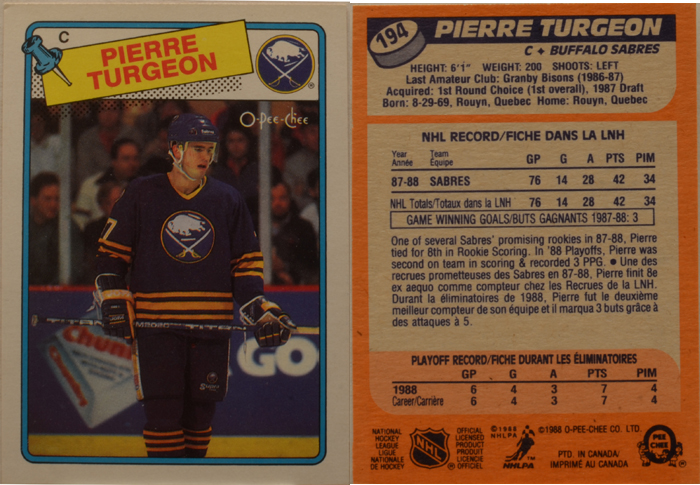 C
PIERRE
TURGEON
®
O-Pee-Chee
7
Chunky
TITAN
GO
194
PIERRE TURGEON
C • BUFFALO SABRES
HEIGHT: 6'1" WEIGHT: 200 SHOOTS: LEFT
Last Amateur Club: Granby Bisons (1986-87)
Acquired: 1st Round Choice (1st overall), 1987 Draft
Born: 8-29-69, Rouyn, Quebec Home: Rouyn, Quebec
NHL RECORD/FICHE DANS LA LNH
Year Team GP G A PTS PIM
Année Équipe
87-88 SABRES 76 14 28 42 34
NHL Totals/Totaux dans la LNH 76 14 28 42 34
GAME WINNING GOALS/BUTS GAGNANTS 1987-88: 3
One of several Sabres' promising rookies in 87-88, Pierre
tied for 8th in Rookie Scoring. In '88 Playoffs, Pierre was
second on team in scoring & recorded 3 PPG. • Une des
recrues prometteuses des Sabres en 87-88, Pierre finit 8e
ex aequo comme compteur chez les Recrues de la LNH.
Durant la éliminatoires de 1988, Pierre fut le deuxième
meilleur compteur de son équipe et il marqua 3 buts grâce à
des attaques à 5.
PLAYOFF RECORD/FICHE DURANT LES ÉLIMINATOIRES
GP G A PTS PIM
1988 6 4 3 7 4
Career/Carrière 6 4 3 7 4
NATIONAL
HOCKEY
LEAGUE
LIGUE
NATIONALE
DE HOCKEY
NHL
®
OFFICIAL
LICENSED
PRODUCT
PRODUIT
OFFICIEL
© 1988
NHLPA
NHLPA
© 1988 O-PEE-CHEE CO. LTD.
PTD. IN CANADA/
IMPRIMÉ AU CANADA
O
PEE
CHEE